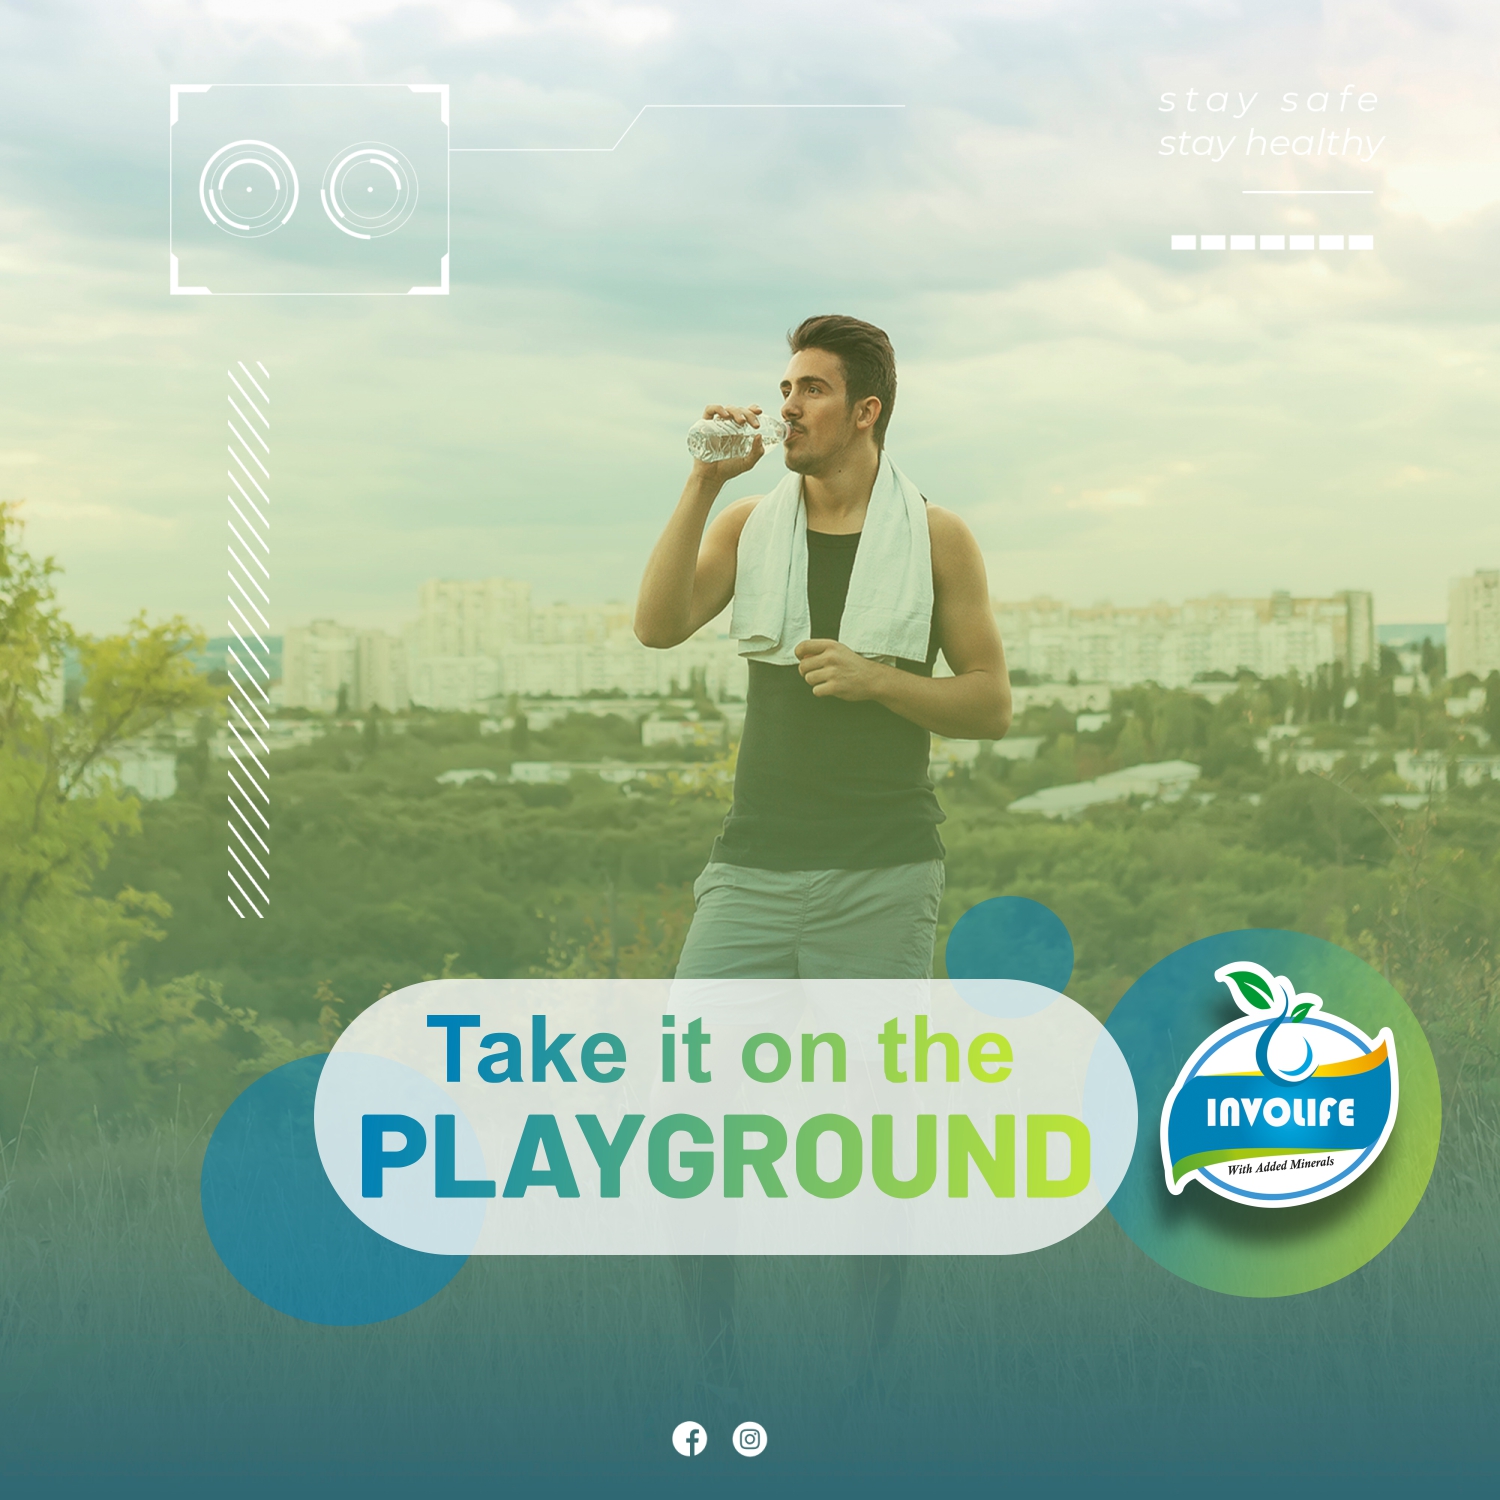 stay safe
stay healthy
Take it on the
PLAYGROUND
INVOLIFE
With Added Minerals